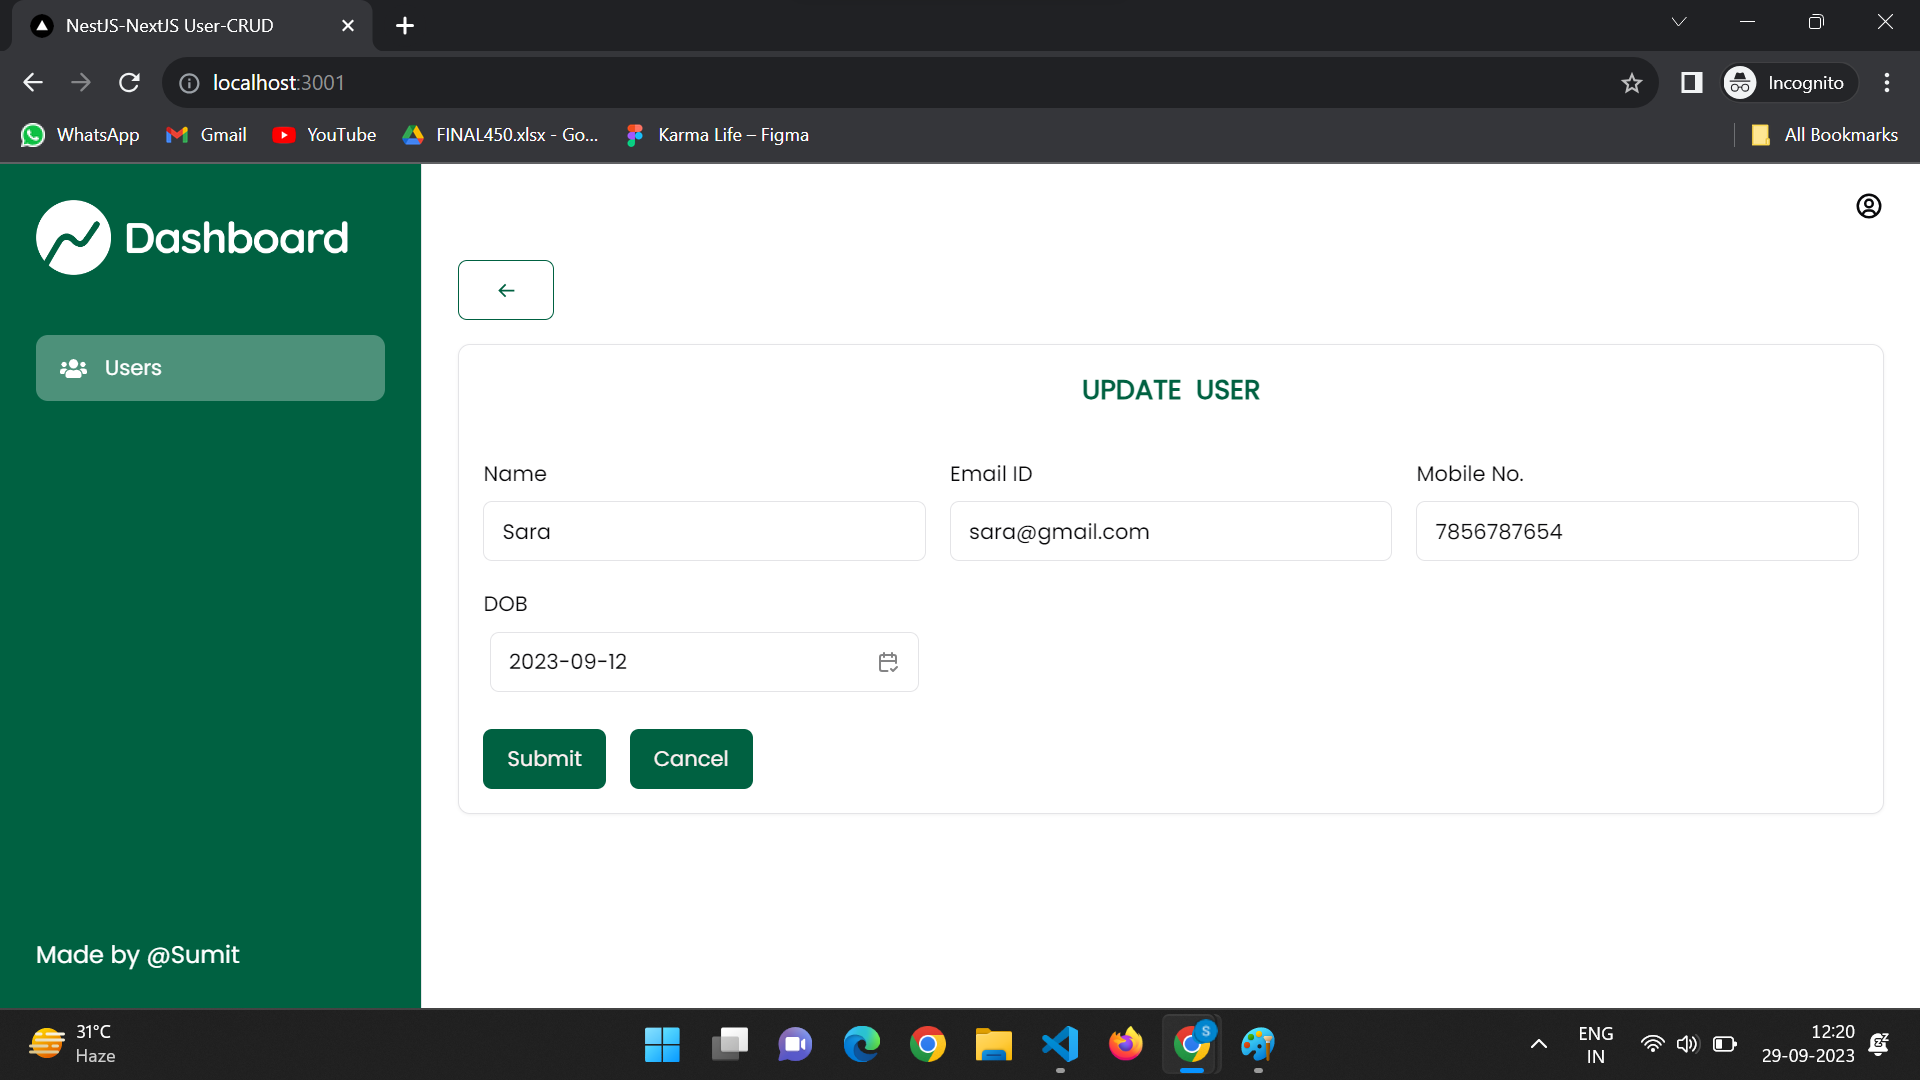 NestJS-NextJS User-CRUD
localhost:3001
Incognito
WhatsApp
Gmail
YouTube
FINAL450.xlsx - Go...
Karma Life – Figma
All Bookmarks
Dashboard
Users
UPDATE USER
Name
Email ID
Mobile No.
Sara
sara@gmail.com
7856787654
DOB
2023-09-12
Submit
Cancel
Made by @Sumit
31°C
Haze
S
ENG
IN
12:20
29-09-2023